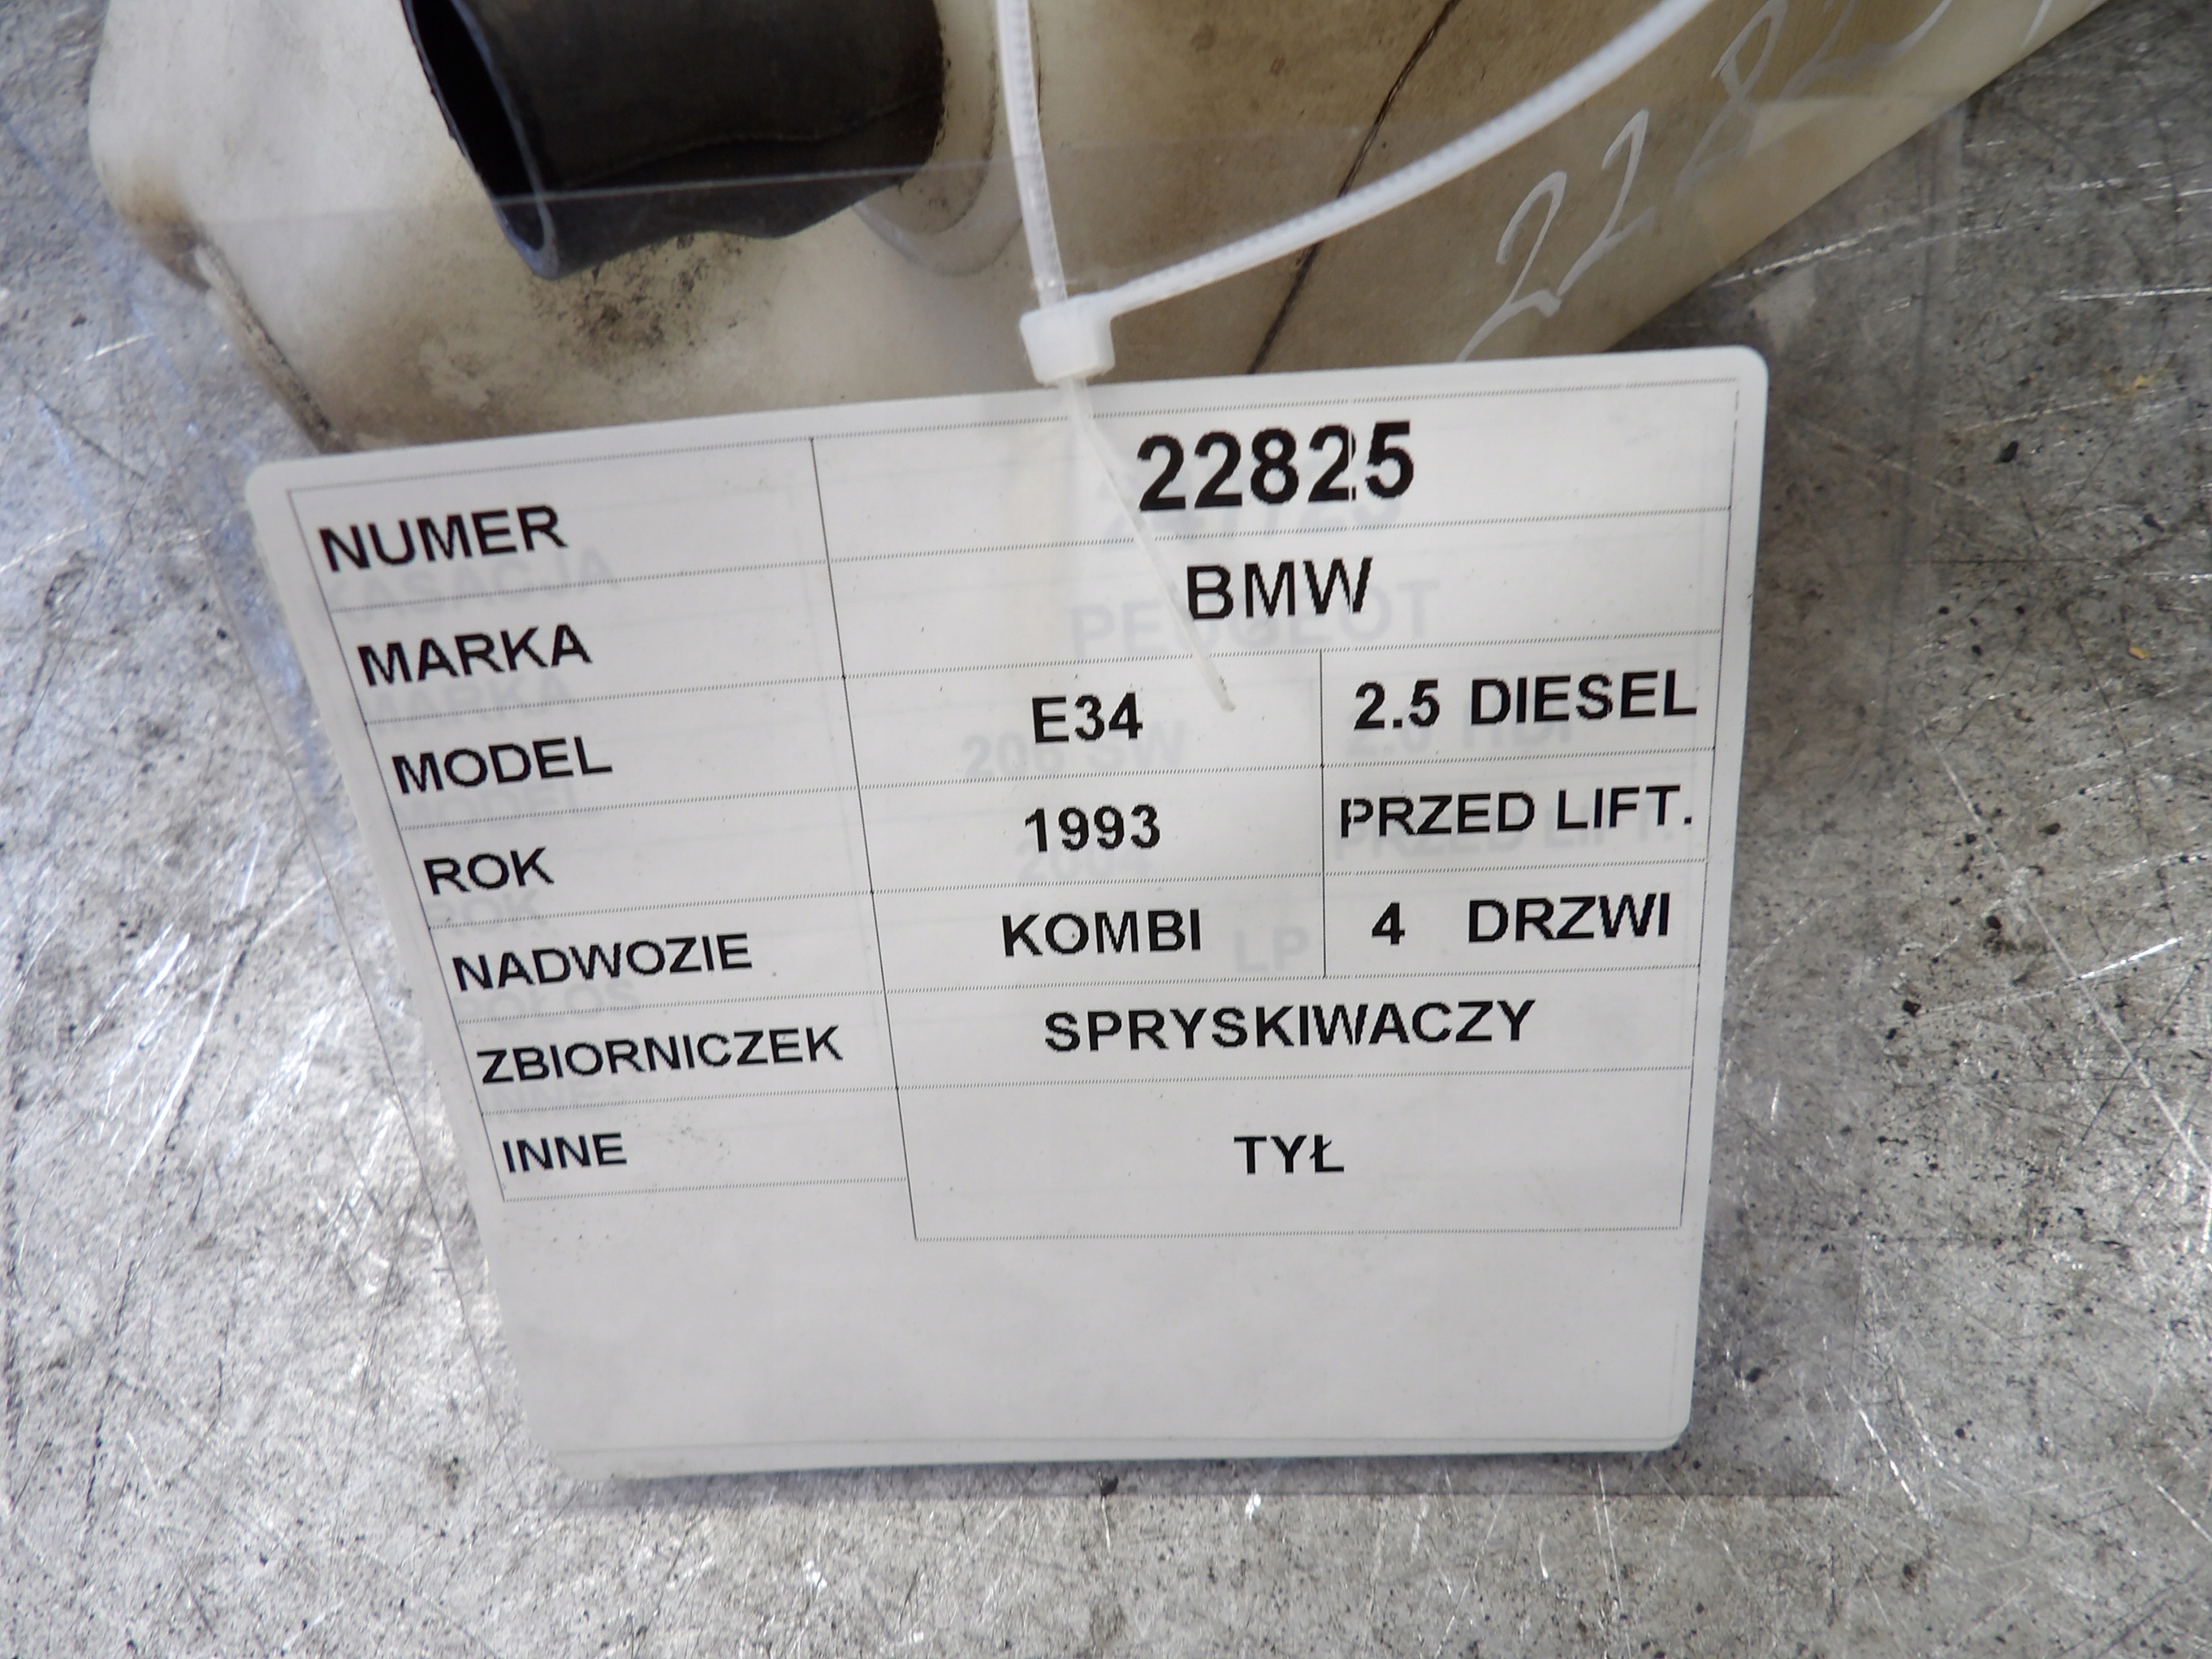 2282
NUMER 22825
MARKA BMW
MODEL E34 2.5 DIESEL
ROK 1993 PRZED LIFT.
NADWOZIE KOMBI 4 DRZWI
ZBIORNICZEK SPRYSKIWACZY
INNE TYŁ